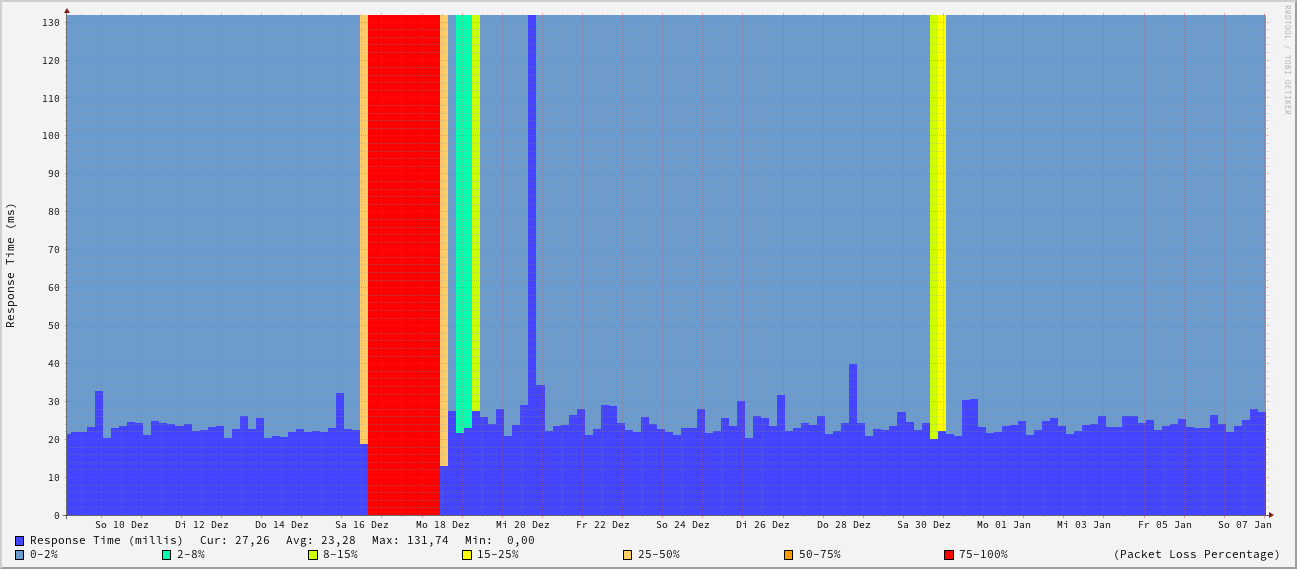 RRDTOOL / TOBI OETIKER
Response Time (ms)
130
120
110
100
90
80
70
60
50
40
30
20
10
0
So 10 Dez Di 12 Dez Do 14 Dez Sa 16 Dez Mo 18 Dez Mi 20 Dez Fr 22 Dez So 24 Dez Di 26 Dez Do 28 Dez Sa 30 Dez Mo 01 Jan Mi 03 Jan Fr 05 Jan So 07 Jan
Response Time (millis) Cur: 27,26 Avg: 23,28 Max: 131,74 Min: 0,00
0-2% 2-8% 8-15% 15-25% 25-50% 50-75% 75-100% (Packet Loss Percentage)